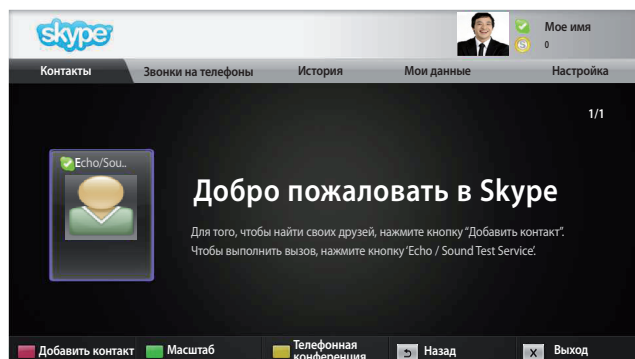 skype
Мое имя
0
Контакты Звонки на телефоны История Мои данные Настройка
1/1
Echo/Sou..
Добро пожаловать в Skype
Для того, чтобы найти своих друзей, нажмите кнопку "Добавить контакт".
Чтобы выполнить вызов, нажмите кнопку 'Echo / Sound Test Service'.
Добавить контакт Масштаб Телефонная конференция Назад X Выход